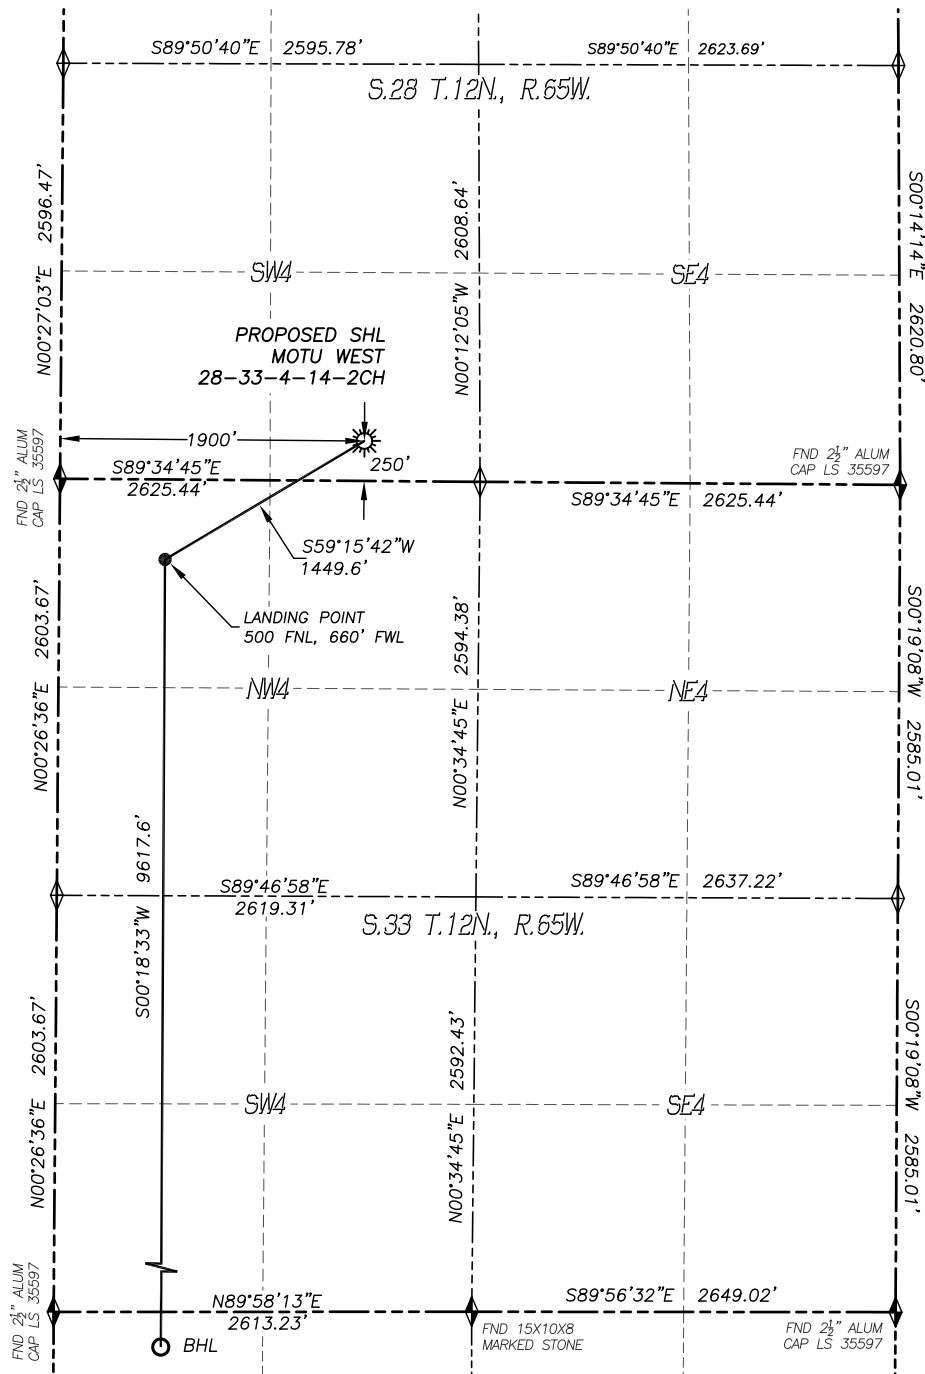 S89°50'40"E 2595.78'
S89°50'40"E 2623.69'
S.28 T.12N., R.65W.
N00°27'03"E 2596.47'
N00°12'05"W 2608.64'
S00°14'14"E 2620.80'
SW4
SE4
PROPOSED SHL
MOTU WEST
28-33-4-14-2CH
1900'
250'
FND 2½" ALUM
CAP LS 35597
S89°34'45"E
2625.44'
FND 2½" ALUM
CAP LS 35597
S89°34'45"E 2625.44'
S59°15'42"W
1449.6'
LANDING POINT
500 FNL, 660' FWL
N00°26'36"E 2603.67'
N00°34'45"E 2594.38'
S00°19'08"W 2585.01'
NW4
NE4
S00°18'33"W 9617.6'
S89°46'58"E
2619.31'
S89°46'58"E 2637.22'
S.33 T.12N., R.65W.
N00°26'36"E 2603.67'
N00°34'45"E 2592.43'
S00°19'08"W 2585.01'
SW4
SE4
FND 2½" ALUM
CAP LS 35597
N89°58'13"E
2613.23'
S89°56'32"E 2649.02'
BHL
FND 15X10X8
MARKED STONE
FND 2½" ALUM
CAP LS 35597